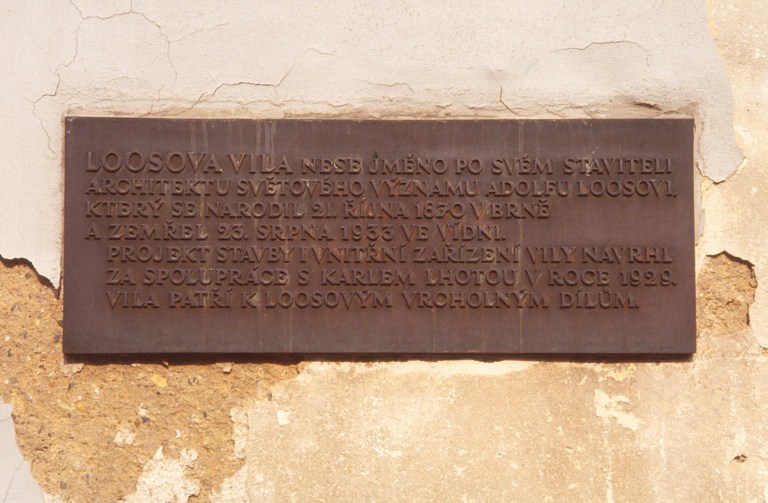 LOOSOVA VILA NESE JMÉNO PO SVÉM STAVITELI
ARCHITEKTU SVĚTOVÉHO VÝZNAMU ADOLFU LOOSOVI,
KTERÝ SE NARODIL 21. ŘÍJNA 1870 V BRNĚ
A ZEMŘEL 23. SRPNA 1933 VE VÍDNI.
PROJEKT STAVBY I VNITŘNÍ ZAŘÍZENÍ VILY NAVRHL
ZA SPOLUPRÁCE S KARLEM LHOTOU V ROCE 1929.
VILA PATŘÍ K LOOSOVÝM VRCHOLNÝM DÍLŮM.